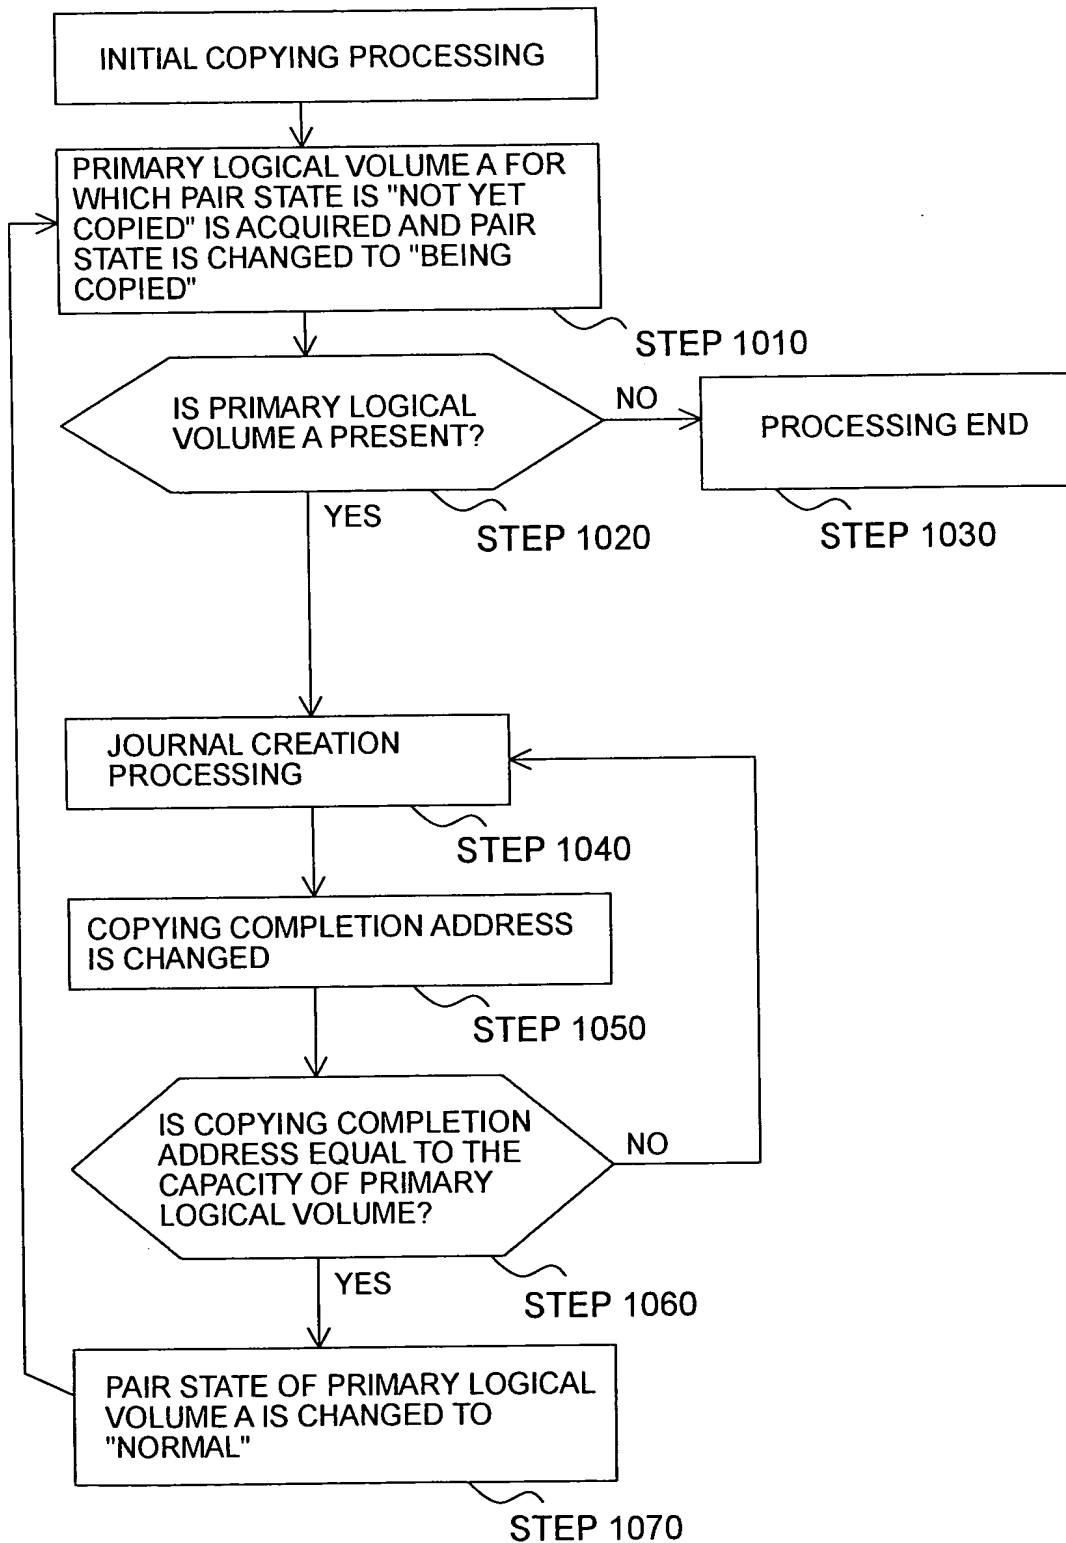 INITIAL COPYING PROCESSING
PRIMARY LOGICAL VOLUME A FOR
WHICH PAIR STATE IS "NOT YET
COPIED" IS ACQUIRED AND PAIR
STATE IS CHANGED TO "BEING
COPIED"
STEP 1010
IS PRIMARY LOGICAL
VOLUME A PRESENT?
NO
PROCESSING END
YES
STEP 1020
STEP 1030
JOURNAL CREATION
PROCESSING
STEP 1040
COPYING COMPLETION ADDRESS
IS CHANGED
STEP 1050
IS COPYING COMPLETION
ADDRESS EQUAL TO THE
CAPACITY OF PRIMARY
LOGICAL VOLUME?
NO
YES
STEP 1060
PAIR STATE OF PRIMARY LOGICAL
VOLUME A IS CHANGED TO
"NORMAL"
STEP 1070